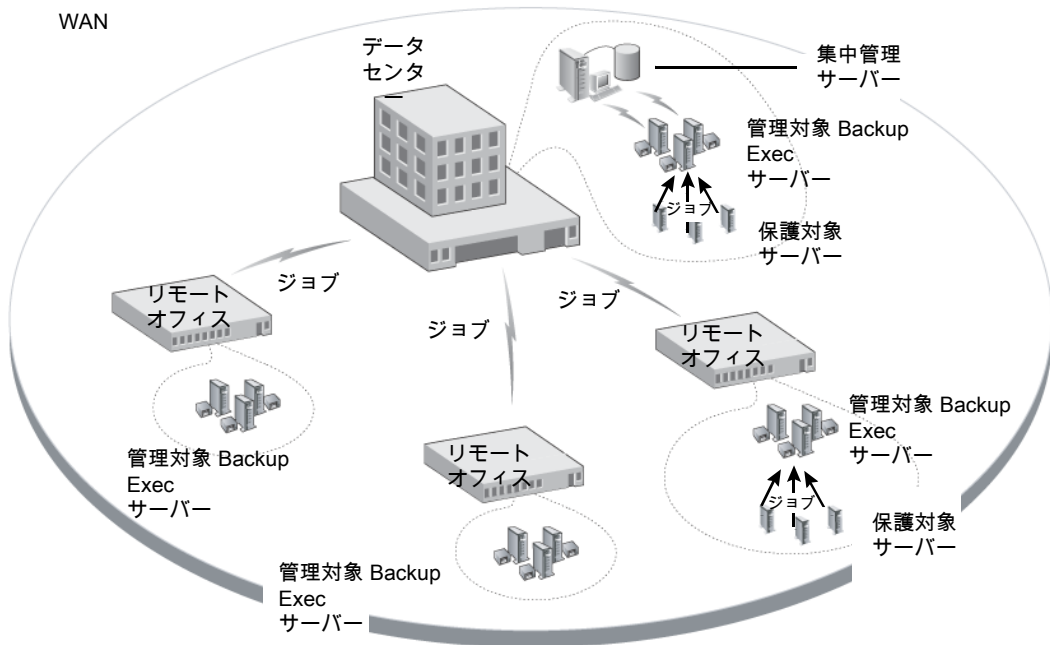 WAN
データ
センタ
ー
集中管理
サーバー
管理対象 Backup
Exec
サーバー
ジョブ
保護対象
サーバー
ジョブ
ジョブ
ジョブ
リモート
オフィス
リモート
オフィス
管理対象 Backup
Exec
サーバー
リモート
オフィス
管理対象 Backup
Exec
サーバー
ジョブ
保護対象
サーバー
管理対象 Backup
Exec
サーバー